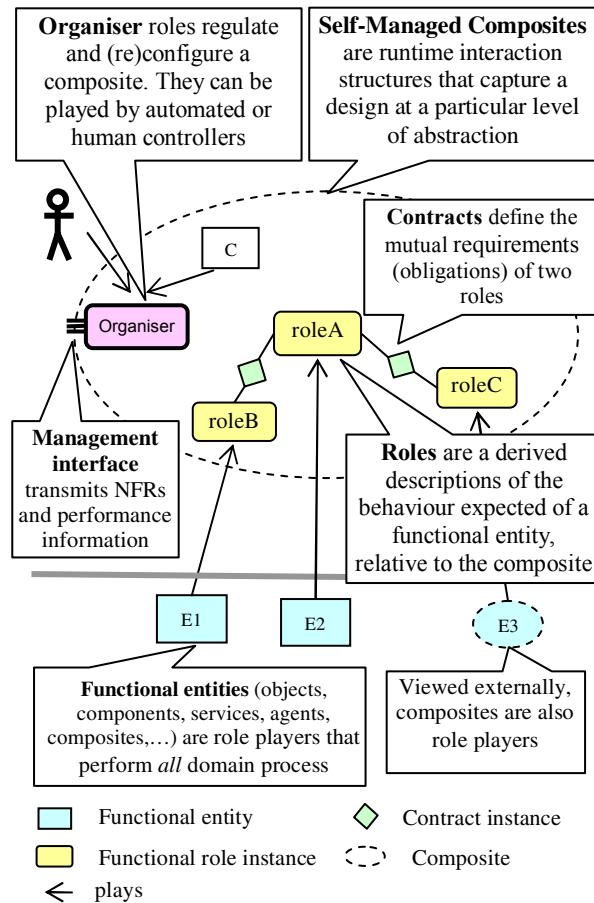 Organiser roles regulate
and (re)configure a
composite. They can be
played by automated or
human controllers
Self-Managed Composites
are runtime interaction
structures that capture a
design at a particular level
of abstraction
Contracts define the
mutual requirements
(obligations) of two
roles
C
Organiser
roleA
roleB
roleC
Management
interface
transmits NFRs
and performance
information
Roles are a derived
descriptions of the
behaviour expected of a
functional entity,
relative to the composite
E1
E2
E3
Functional entities (objects,
components, services, agents,
composites,...) are role players that
perform all domain process
Viewed externally,
composites are also
role players
Functional entity
Contract instance
Functional role instance
Composite
plays